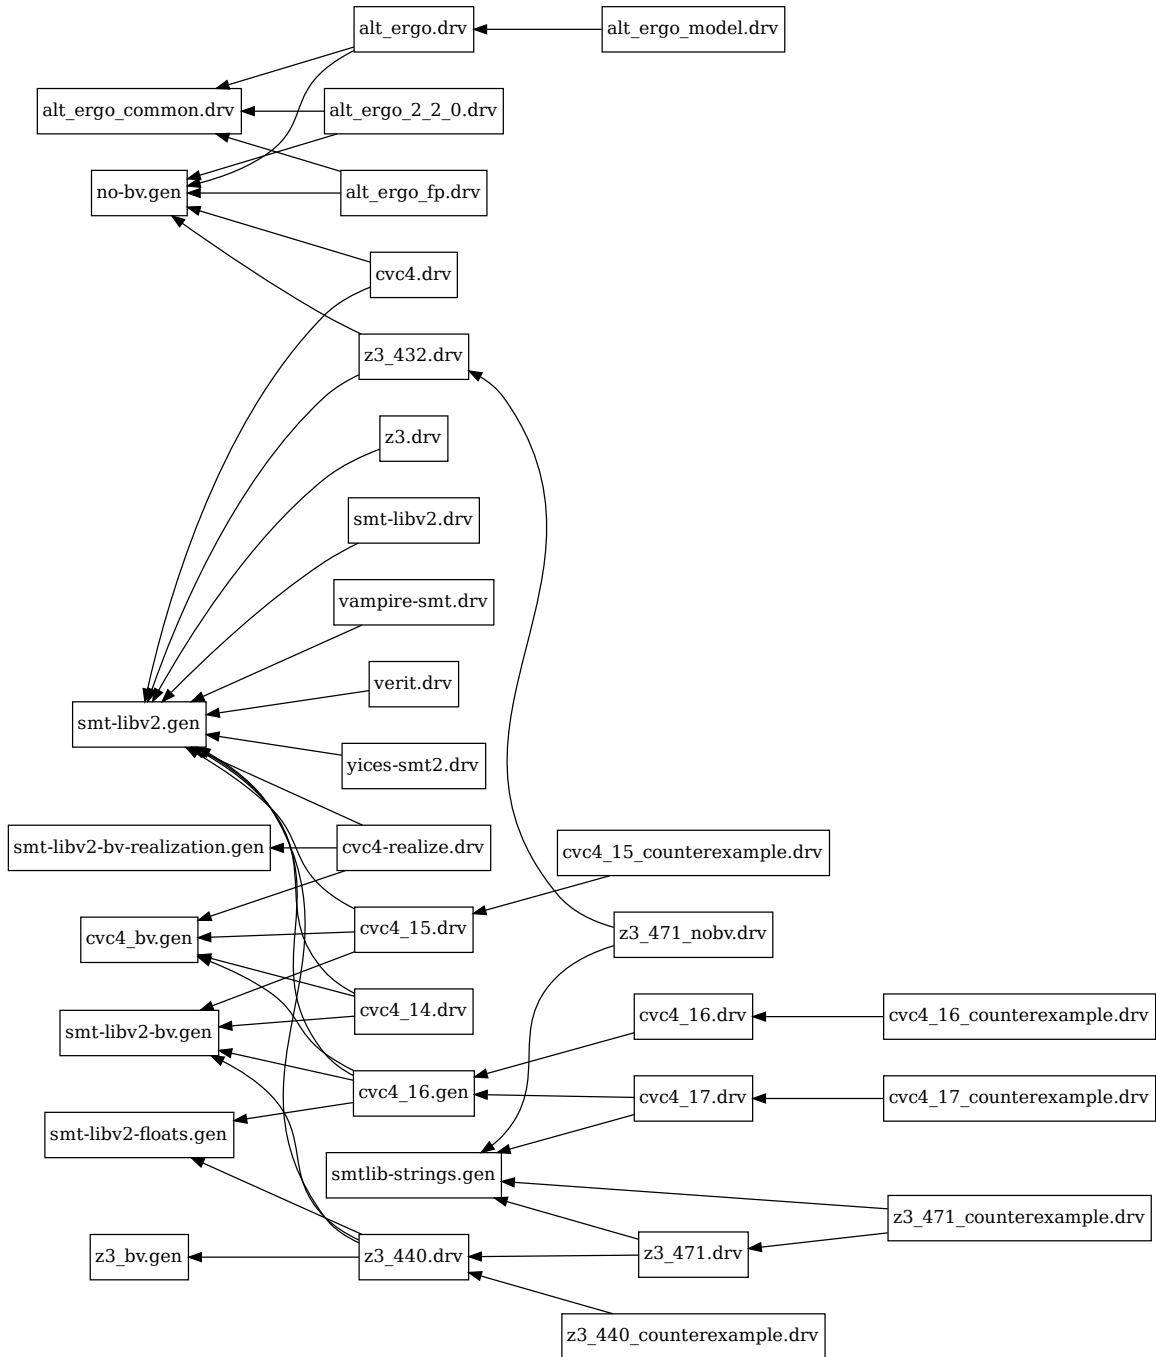 alt_ergo.drv
alt_ergo_model.drv
alt_ergo_common.drv
alt_ergo_2_2_0.drv
no-bv.gen
alt_ergo_fp.drv
cvc4.drv
z3_432.drv
z3.drv
smt-libv2.drv
vampire-smt.drv
verit.drv
smt-libv2.gen
yices-smt2.drv
smt-libv2-bv-realization.gen
cvc4-realize.drv
cvc4_15_counterexample.drv
cvc4_bv.gen
cvc4_15.drv
z3_471_nobv.drv
smt-libv2-bv.gen
cvc4_14.drv
cvc4_16.drv
cvc4_16_counterexample.drv
cvc4_16.gen
cvc4_17.drv
cvc4_17_counterexample.drv
smt-libv2-floats.gen
smtlib-strings.gen
z3_471_counterexample.drv
z3_bv.gen
z3_440.drv
z3_471.drv
z3_440_counterexample.drv